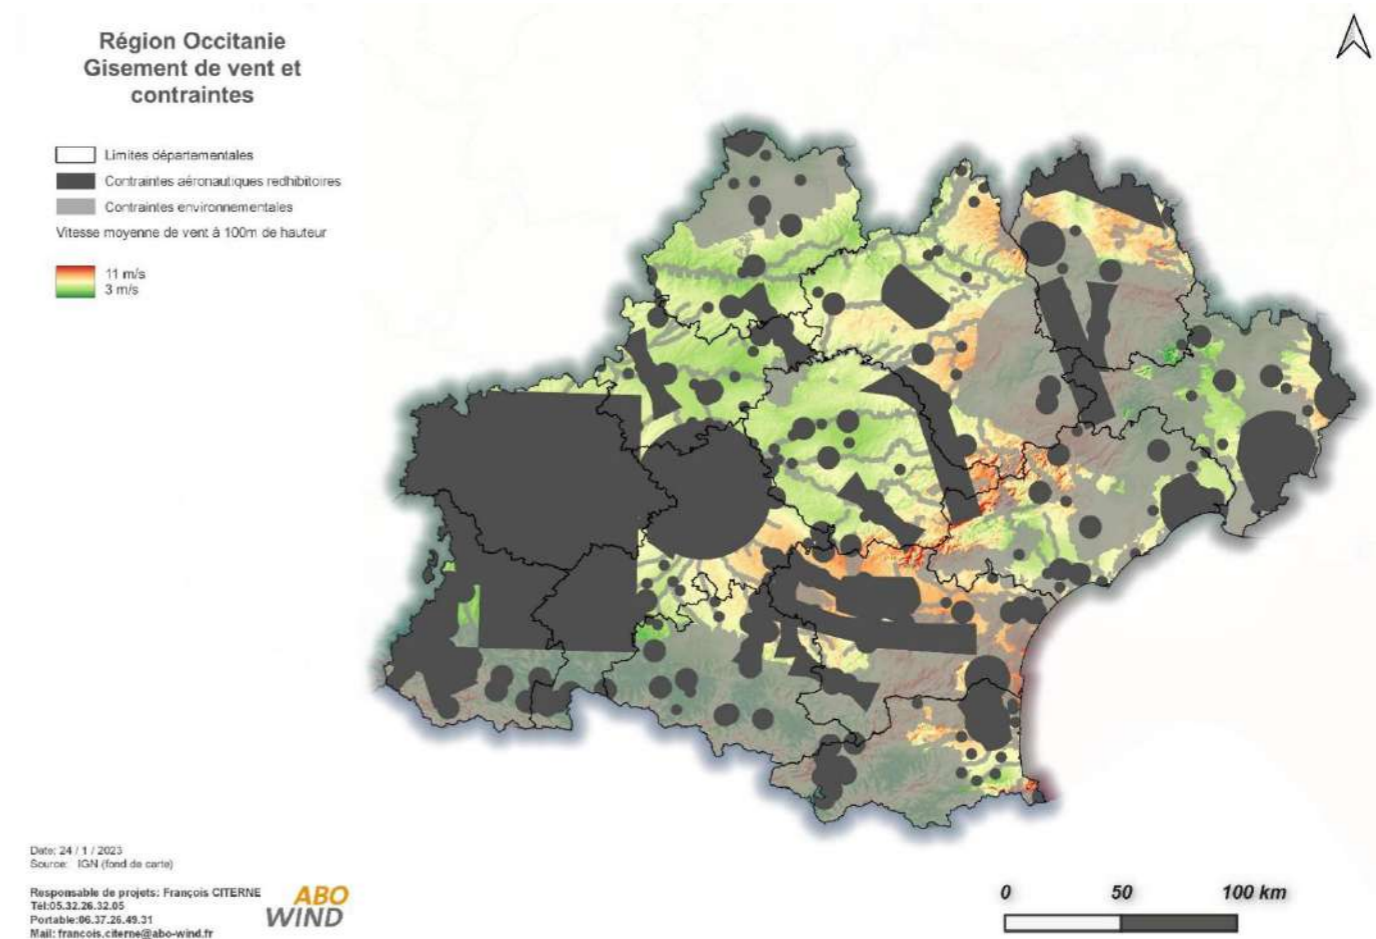 Région Occitanie
Gisement de vent et
contraintes
Limites départementales
Contraintes aéronautiques redhibitoires
Contraintes environnementales
Vitesse moyenne de vent à 100m de hauteur
11 m/s
3 m/s
Date: 24 / 1 / 2023
Source: IGN (fond de carte)
Responsable de projets: François CITERNE
Tél:05.32.26.32.05
Portable:06.37.26.49.31
Mail: francois.citerne@abo-wind.fr
ABO
WIND
0 50 100 km